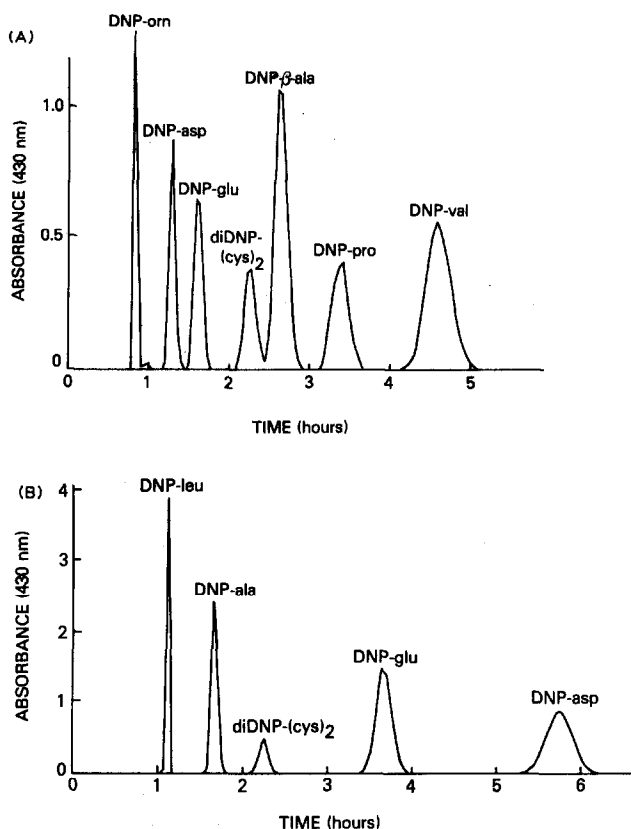 (A)
DNP-orn
DNP-β-ala
1.0
DNP-asp
DNP-glu
DNP-val
diDNP-
(cys)2
DNP-pro
0.5
0
ABSORBANCE (430 nm)
0 1 2 3 4 5
TIME (hours)
(B)
DNP-leu
4
3
DNP-ala
2
DNP-glu
DNP-asp
1
diDNP-(cys)2
0
ABSORBANCE (430 nm)
0 1 2 3 4 5 6
TIME (hours)